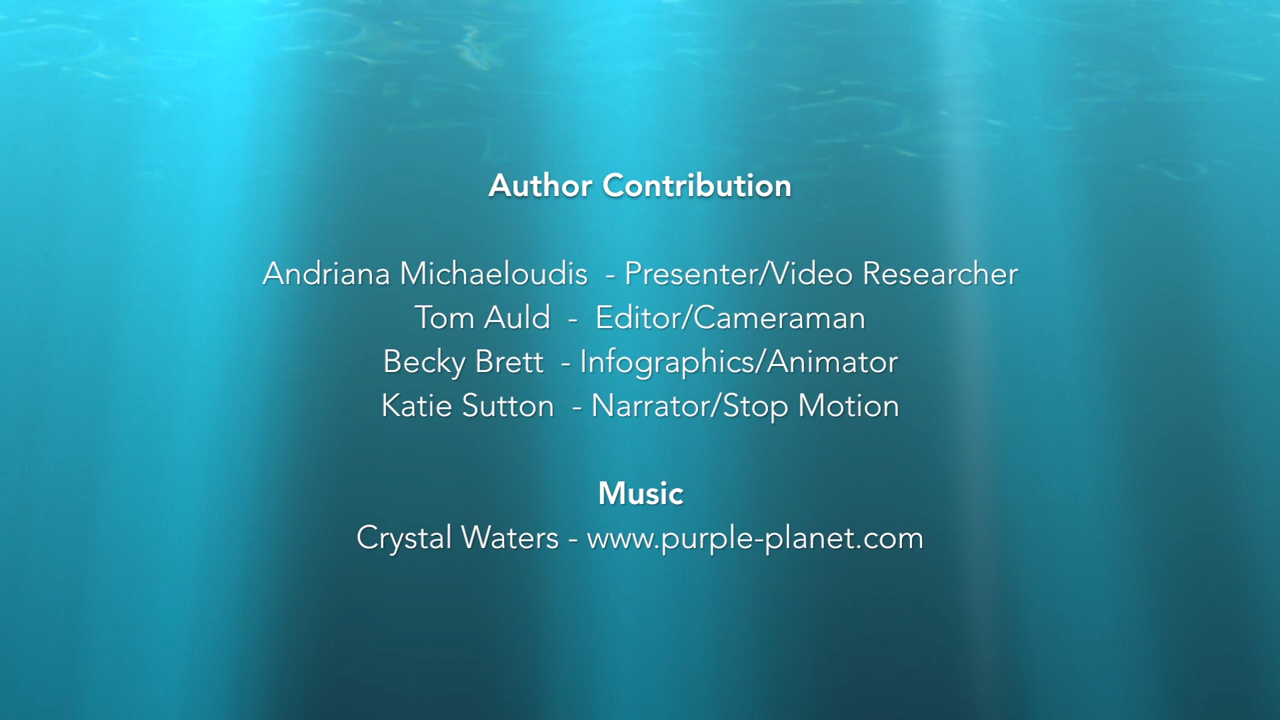 Author Contribution
Andriana Michaeloudis  - Presenter/Video Researcher
Tom Auld  -  Editor/Cameraman
Becky Brett  - Infographics/Animator
Katie Sutton  - Narrator/Stop Motion
Music
Crystal Waters - www.purple-planet.com